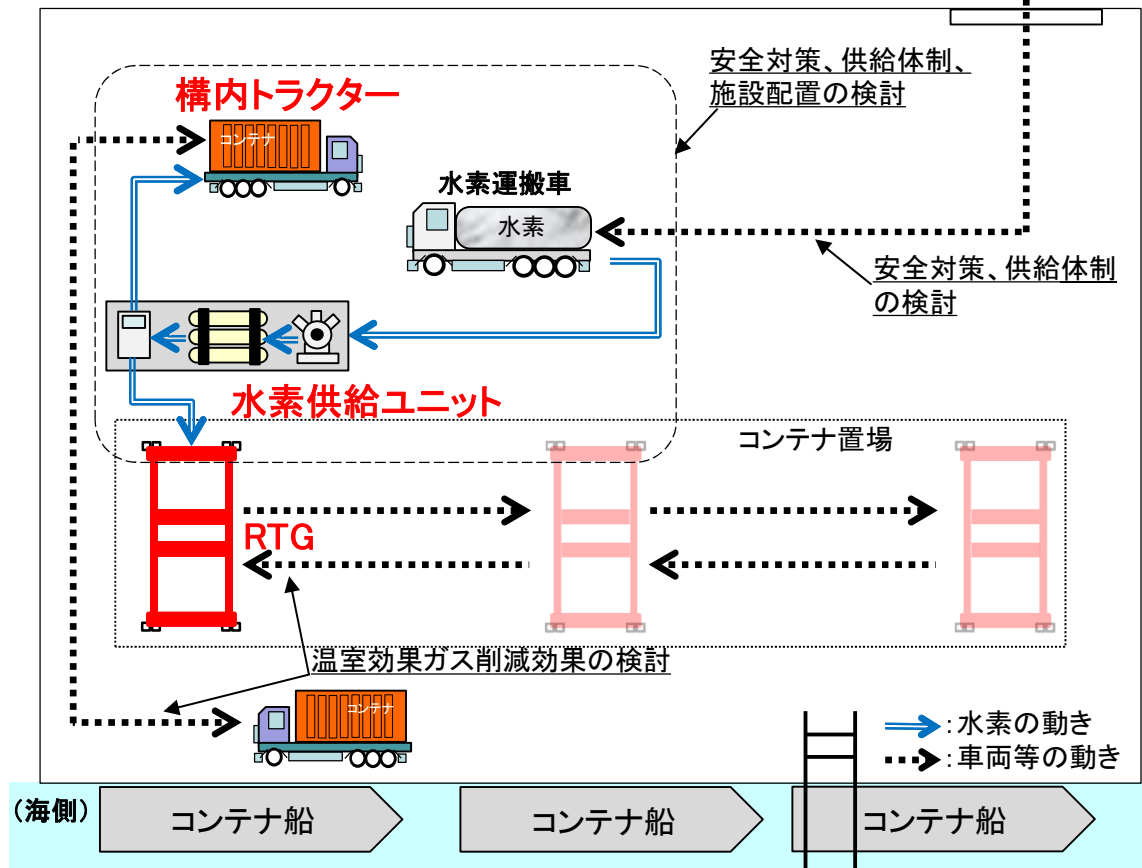 安全対策、供給体制、
施設配置の検討
構内トラクター
コンテナ
水素運搬車
水素
安全対策、供給体制
の検討
水素供給ユニット
コンテナ置場
RTG
温室効果ガス削減効果の検討
コンテナ
:水素の動き
:車両等の動き
(海側)
コンテナ船
コンテナ船
コンテナ船